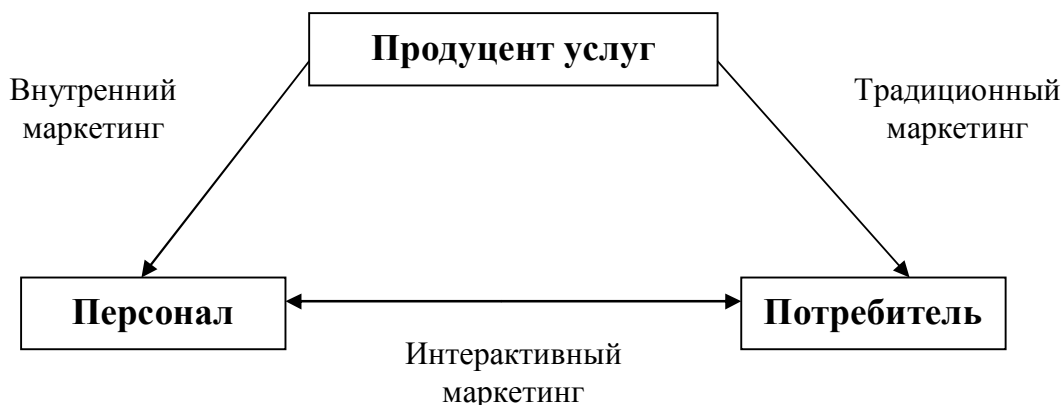 Продуцент услуг
Внутренний
маркетинг
Традиционный
маркетинг
Персонал
Потребитель
Интерактивный
маркетинг